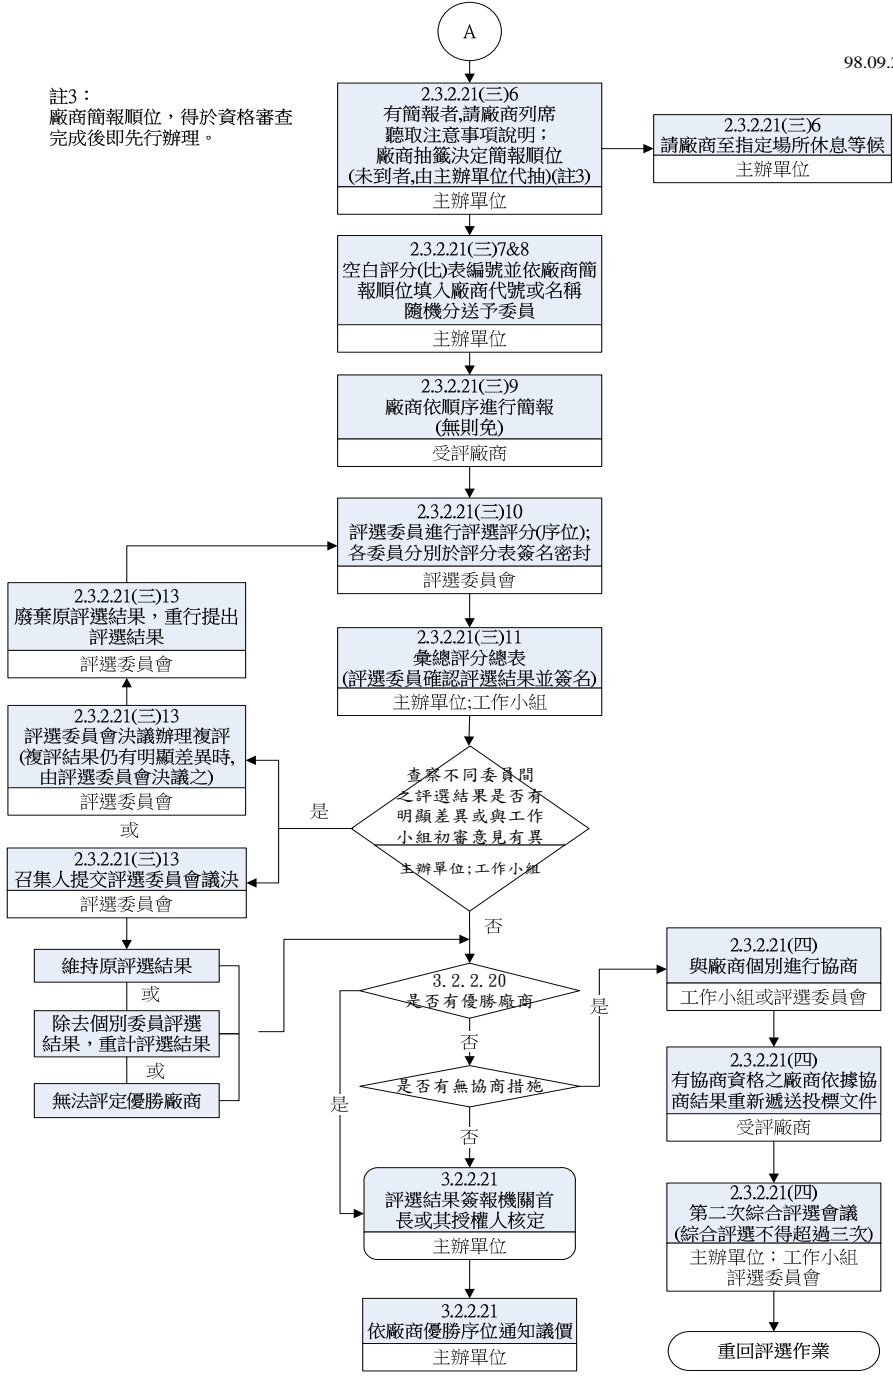 A
98.09.
註3：
廠商簡報順位，得於資格審查
完成後即先行辦理。
2.3.2.21(三)6
有簡報者,請廠商列席
聽取注意事項說明；
廠商抽籤決定簡報順位
(未到者,由主辦單位代抽)(註3)
主辦單位
2.3.2.21(三)6
請廠商至指定場所休息等候
主辦單位
2.3.2.21(三)7&8
空白評分(比)表編號並依廠商簡
報順位填入廠商代號或名稱
隨機分送予委員
主辦單位
2.3.2.21(三)9
廠商依順序進行簡報
(無則免)
受評廠商
2.3.2.21(三)10
評選委員進行評選評分(序位);
各委員分別於評分表簽名密封
評選委員會
2.3.2.21(三)13
廢棄原評選結果，重行提出
評選結果
評選委員會
2.3.2.21(三)11
彙總評分總表
(評選委員確認評選結果並簽名)
主辦單位;工作小組
2.3.2.21(三)13
評選委員會決議辦理複評
(複評結果仍有明顯差異時,
由評選委員會決議之)
評選委員會
或
2.3.2.21(三)13
召集人提交評選委員會議決
評選委員會
是
查察不同委員間
之評選結果是否有
明顯差異或與工作
小組初審意見有異
主辦單位;工作小組
否
維持原評選結果
或
除去個別委員評選
結果，重計評選結果
或
無法評定優勝廠商
3.2.2.20
是否有優勝廠商
否
是
是否有無協商措施
是
否
3.2.2.21
評選結果簽報機關首
長或其授權人核定
主辦單位
3.2.2.21
依廠商優勝序位通知議價
主辦單位
2.3.2.21(四)
與廠商個別進行協商
工作小組或評選委員會
2.3.2.21(四)
有協商資格之廠商依據協
商結果重新遞送投標文件
受評廠商
2.3.2.21(四)
第二次綜合評選會議
(綜合評選不得超過三次)
主辦單位；工作小組
評選委員會
重回評選作業